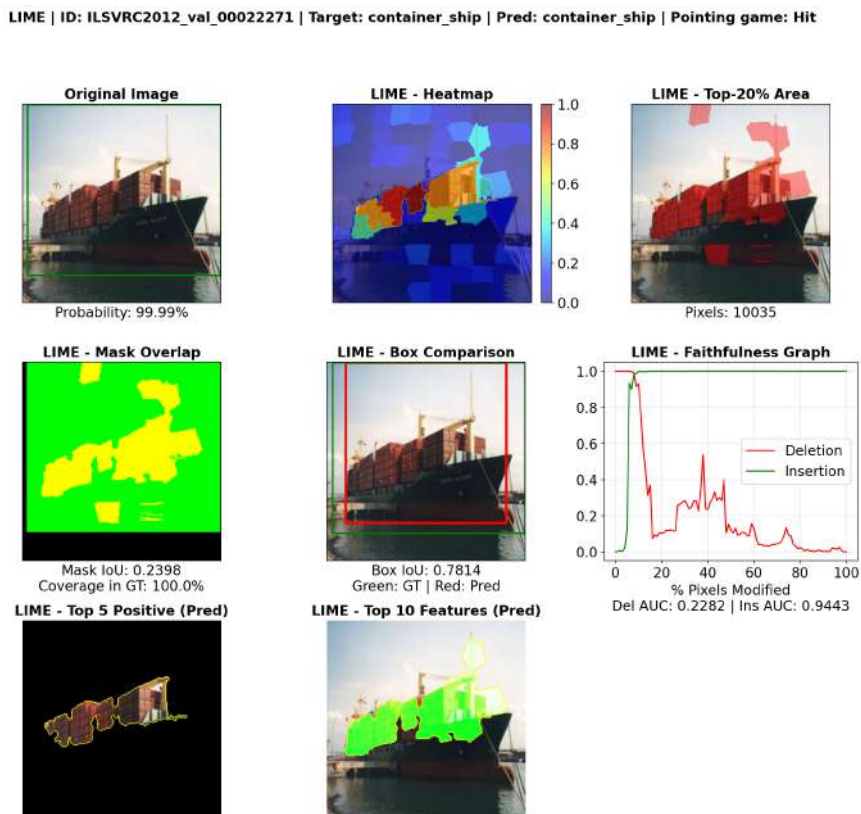 LIME | ID: ILSVRC2012_val_00022271 | Target: container_ship | Pred: container_ship | Pointing game: Hit
Original Image
LIME - Heatmap
LIME - Top-20% Area
1.0
0.8
0.6
0.4
0.2
0.0
Probability: 99.99%
Pixels: 10035
LIME - Mask Overlap
LIME - Box Comparison
LIME - Faithfulness Graph
1.0
0.8
0.6
0.4
0.2
0.0
Deletion
Insertion
0 20 40 60 80 100
% Pixels Modified
Mask IoU: 0.2398
Coverage in GT: 100.0%
Box IoU: 0.7814
Green: GT | Red: Pred
Del AUC: 0.2282 | Ins AUC: 0.9443
LIME - Top 5 Positive (Pred)
LIME - Top 10 Features (Pred)